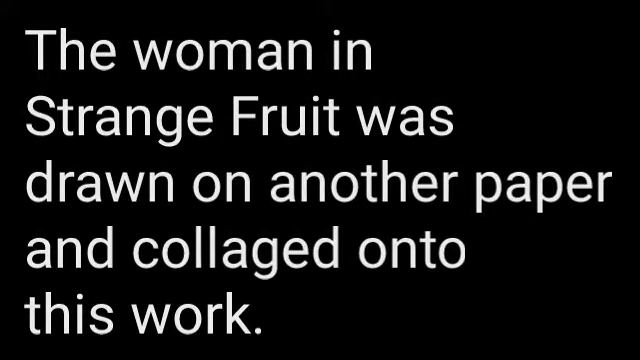 The woman in
Strange Fruit was
drawn on another paper
and collaged onto
this work.